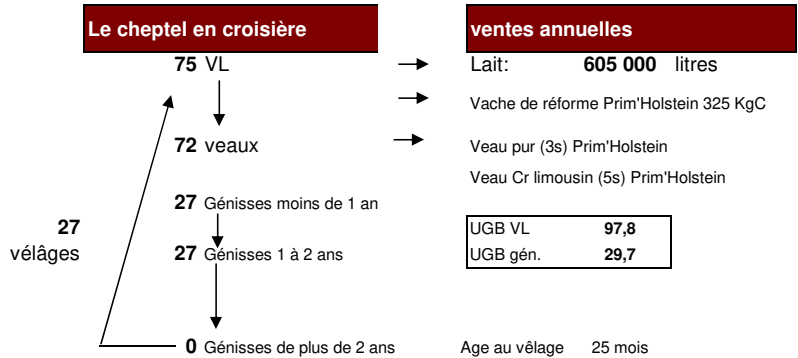 Le cheptel en croisière ventes annuelles
75 VL Lait: 605 000 litres
Vache de réforme Prim'Holstein 325 KgC
72 veaux Veau pur (3s) Prim'Holstein
Veau Cr limousin (5s) Prim'Holstein
27 Génisses moins de 1 an
27 UGB VL 97,8
vélâges 27 Génisses 1 à 2 ans UGB gén. 29,7
0 Génisses de plus de 2 ans Age au vêlage 25 mois